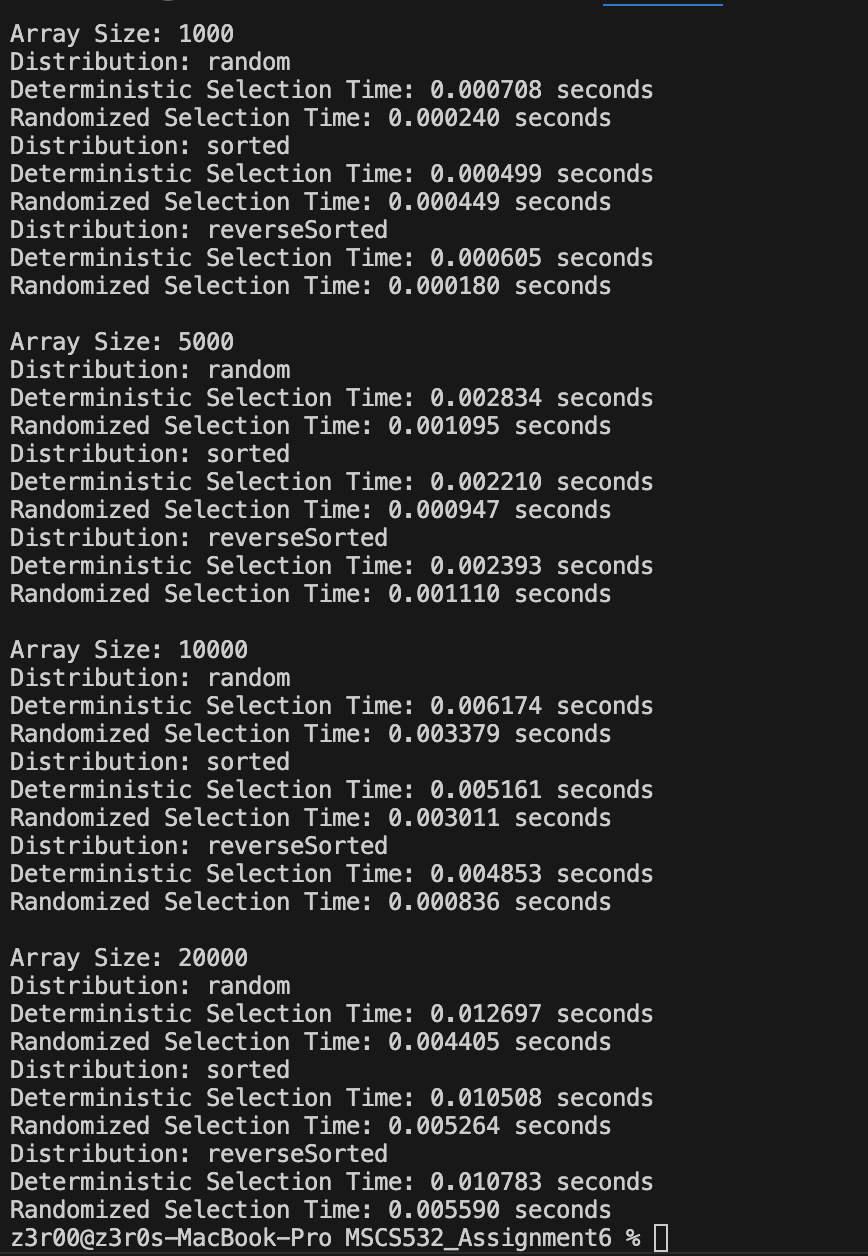 Array Size: 1000
Distribution: random
Deterministic Selection Time: 0.000708 seconds
Randomized Selection Time: 0.000240 seconds
Distribution: sorted
Deterministic Selection Time: 0.000499 seconds
Randomized Selection Time: 0.000449 seconds
Distribution: reverseSorted
Deterministic Selection Time: 0.000605 seconds
Randomized Selection Time: 0.000180 seconds

Array Size: 5000
Distribution: random
Deterministic Selection Time: 0.002834 seconds
Randomized Selection Time: 0.001095 seconds
Distribution: sorted
Deterministic Selection Time: 0.002210 seconds
Randomized Selection Time: 0.000947 seconds
Distribution: reverseSorted
Deterministic Selection Time: 0.002393 seconds
Randomized Selection Time: 0.001110 seconds

Array Size: 10000
Distribution: random
Deterministic Selection Time: 0.006174 seconds
Randomized Selection Time: 0.003379 seconds
Distribution: sorted
Deterministic Selection Time: 0.005161 seconds
Randomized Selection Time: 0.003011 seconds
Distribution: reverseSorted
Deterministic Selection Time: 0.004853 seconds
Randomized Selection Time: 0.000836 seconds

Array Size: 20000
Distribution: random
Deterministic Selection Time: 0.012697 seconds
Randomized Selection Time: 0.004405 seconds
Distribution: sorted
Deterministic Selection Time: 0.010508 seconds
Randomized Selection Time: 0.005264 seconds
Distribution: reverseSorted
Deterministic Selection Time: 0.010783 seconds
Randomized Selection Time: 0.005590 seconds
z3r00@z3r0s-MacBook-Pro MSCS532_Assignment6 %